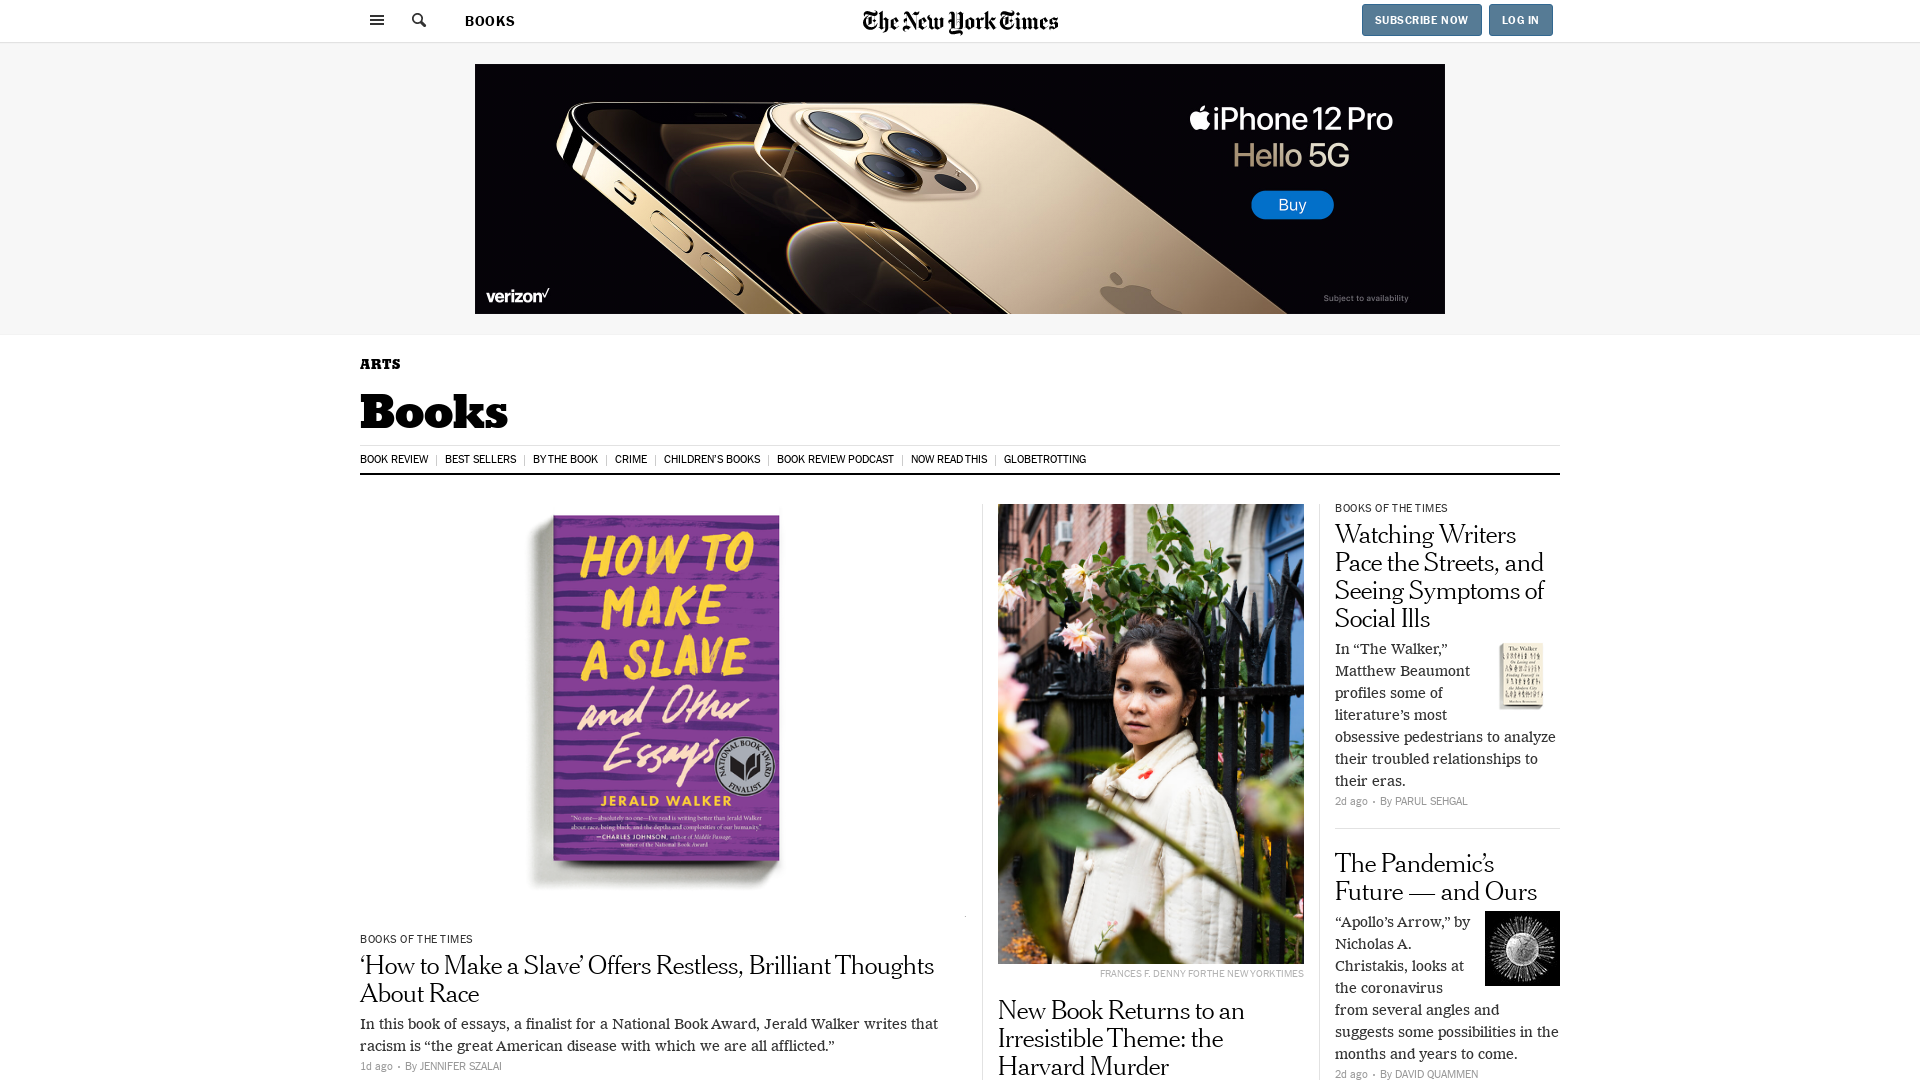 BOOKS
The New York Times
SUBSCRIBE NOW
LOG IN
iPhone 12 Pro
Hello 5G
Buy
verizon
Subject to availability
ARTS
Books
BOOK REVIEW
BEST SELLERS
BY THE BOOK
CRIME
CHILDREN'S BOOKS
BOOK REVIEW PODCAST
NOW READ THIS
GLOBETROTTING
HOW TO
MAKE
A SLAVE
and Other
Essays
NATIONAL BOOK AWARD
FINALIST
JERALD WALKER
"No one—absolutely no one—I've read is writing better than Jerald Walker
about race, being black, and the depths and complexities of our humanity."
—CHARLES JOHNSON, author of Middle Passage,
winner of the National Book Award
BOOKS OF THE TIMES
‘How to Make a Slave’ Offers Restless, Brilliant Thoughts
About Race
In this book of essays, a finalist for a National Book Award, Jerald Walker writes that
racism is “the great American disease with which we are all afflicted.”
1d ago • By JENNIFER SZALAI
FRANCES F. DENNY FOR THE NEW YORK TIMES
New Book Returns to an
Irresistible Theme: the
Harvard Murder
BOOKS OF THE TIMES
Watching Writers
Pace the Streets, and
Seeing Symptoms of
Social Ills
In “The Walker,”
Matthew Beaumont
profiles some of
literature’s most
obsessive pedestrians to analyze
their troubled relationships to
their eras.
The Walker
2d ago • By PARUL SEHGAL
The Pandemic’s
Future — and Ours
“Apollo’s Arrow,” by
Nicholas A.
Christakis, looks at
the coronavirus
from several angles and
suggests some possibilities in the
months and years to come.
2d ago • By DAVID QUAMMEN